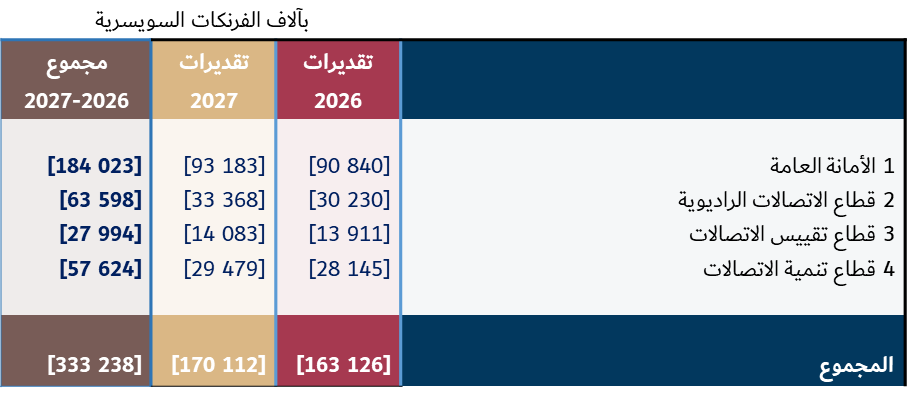 بآلاف الفرنكات السويسرية
تقديرات تقديرات مجموع
2026 2027 2027-2026
1 الأمانة العامة [90 840] [93 183] [184 023]
2 قطاع الاتصالات الراديوية [30 230] [33 368] [63 598]
3 قطاع تقييس الاتصالات [13 911] [14 083] [27 994]
4 قطاع تنمية الاتصالات [28 145] [29 479] [57 624]
المجموع [163 126] [170 112] [333 238]